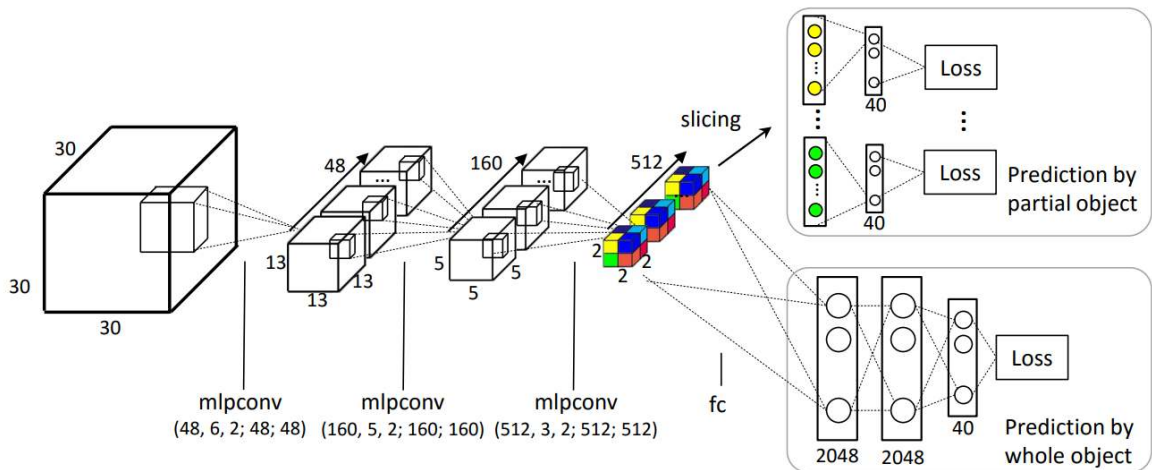 30
30
30
48
13
13
13
mlpconv
(48, 6, 2; 48; 48)
160
5
5
5
mlpconv
(160, 5, 2; 160; 160)
512
2
2
2
mlpconv
(512, 3, 2; 512; 512)
slicing
fc
40
Loss
...
...
40
Loss
Prediction by
partial object
2048
2048
40
Loss
Prediction by
whole object